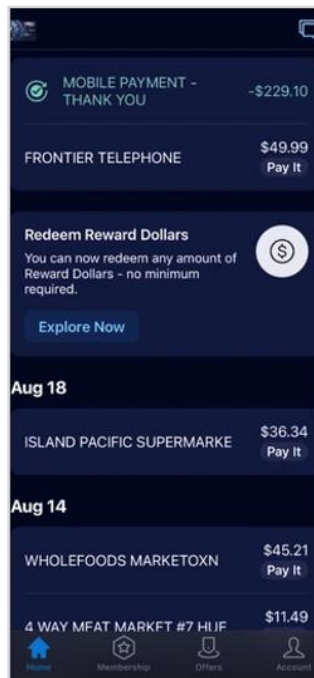 MOBILE PAYMENT -
THANK YOU
-$229.10
FRONTIER TELEPHONE
$49.99
Pay It
Redeem Reward Dollars
You can now redeem any amount of
Reward Dollars - no minimum
required.
Explore Now
Aug 18
ISLAND PACIFIC SUPERMARKE
$36.34
Pay It
Aug 14
WHOLEFOODS MARKETOXN
$45.21
Pay It
4 WAY MEAT MARKET #7 HUE
$11.49
Home
Membership
Offers
Account